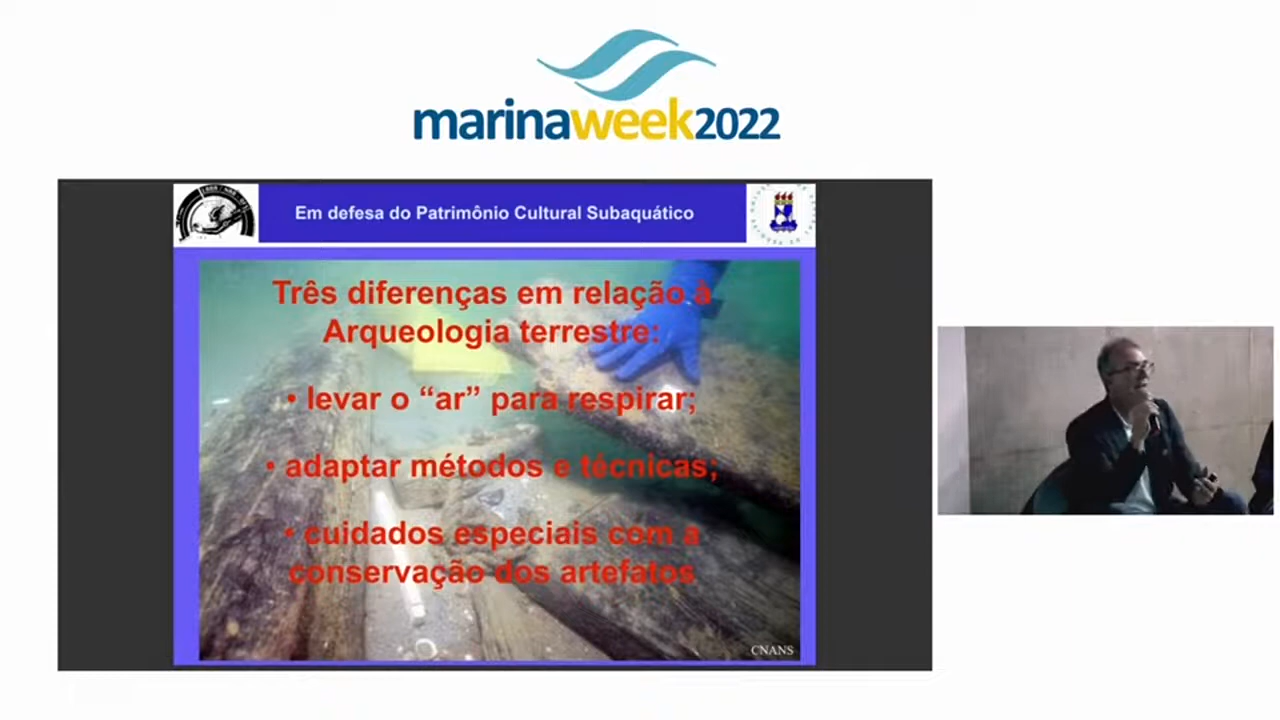 marinaweek2022
Em defesa do Patrimônio Cultural Subaquático
Três diferenças em relação à
Arqueologia terrestre:
• levar o “ar” para respirar;
• adaptar métodos e técnicas;
• cuidados especiais com a
conservação dos artefatos
CNANS